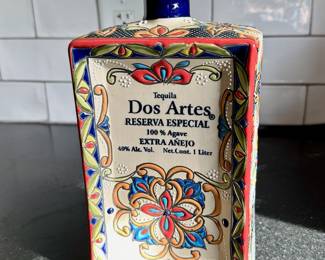 Tequila
Dos Artes®
RESERVA ESPECIAL
100 % Agave
EXTRA AÑEJO
40% Alc. Vol. Net.Cont. 1 Liter